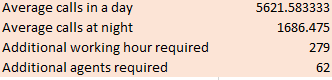 Average calls in a day 5621.583333
Average calls at night 1686.475
Additional working hour required 279
Additional agents required 62